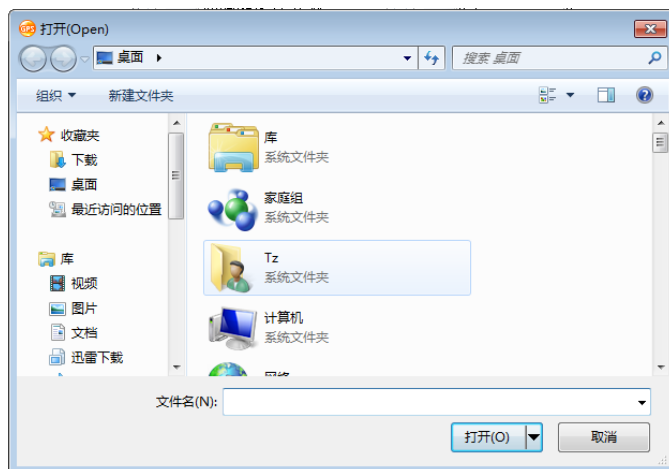 打开(Open)
桌面
搜索 桌面
组织
新建文件夹
收藏夹
下载
桌面
最近访问的位置
库
视频
图片
文档
迅雷下载
库
系统文件夹
家庭组
系统文件夹
Tz
系统文件夹
计算机
系统文件夹
文件名(N):
打开(O)
取消